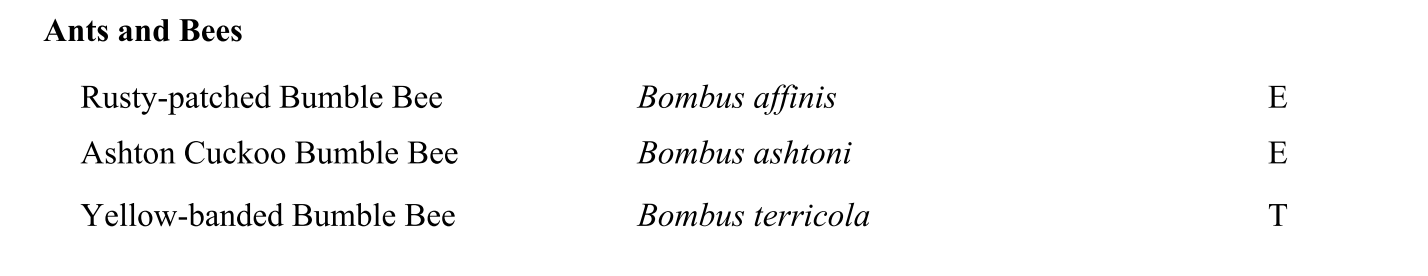 Ants and Bees
Rusty-patched Bumble Bee Bombus affinis E
Ashton Cuckoo Bumble Bee Bombus ashtoni E
Yellow-banded Bumble Bee Bombus terricola T